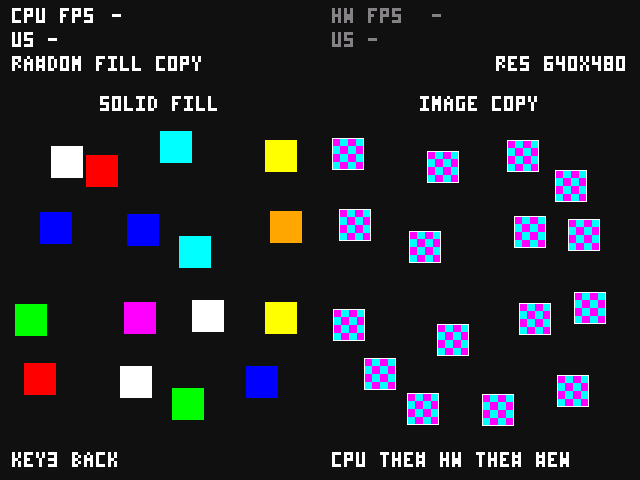 CPU FPS -
US -
RANDOM FILL COPY
HW FPS -
US -
RES 640X480
SOLID FILL
IMAGE COPY
KEY3 BACK
CPU THEN HW THEN NEW